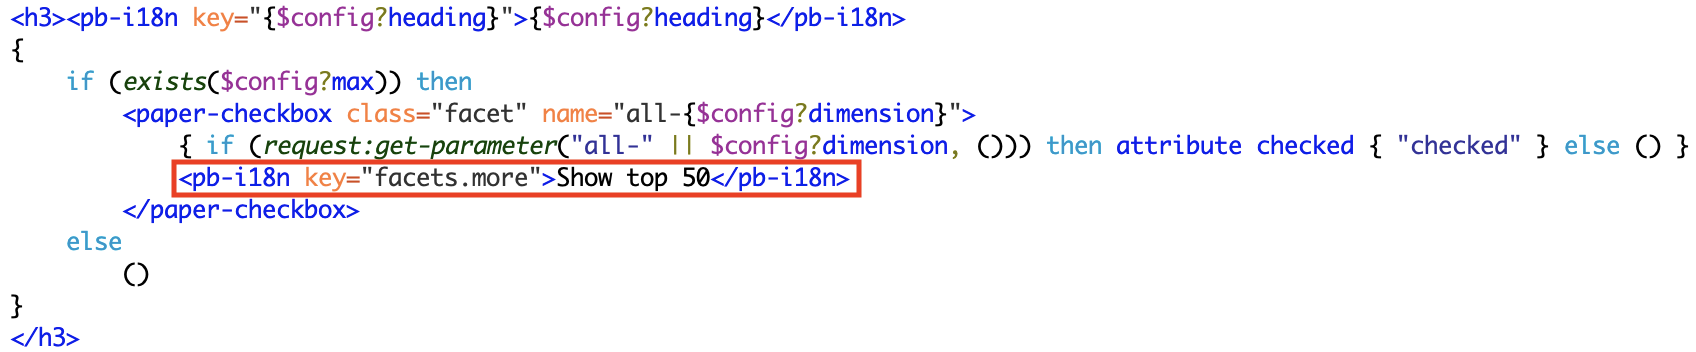 <h3><pb-i18n key="{$config?heading}">{$config?heading}</pb-i18n>
{
    if (exists($config?max)) then
        <paper-checkbox class="facet" name="all-{$config?dimension}">
            { if (request:get-parameter("all-" || $config?dimension, ())) then attribute checked { "checked" } else () }
            <pb-i18n key="facets.more">Show top 50</pb-i18n>
        </paper-checkbox>
    else
        ()
}
</h3>